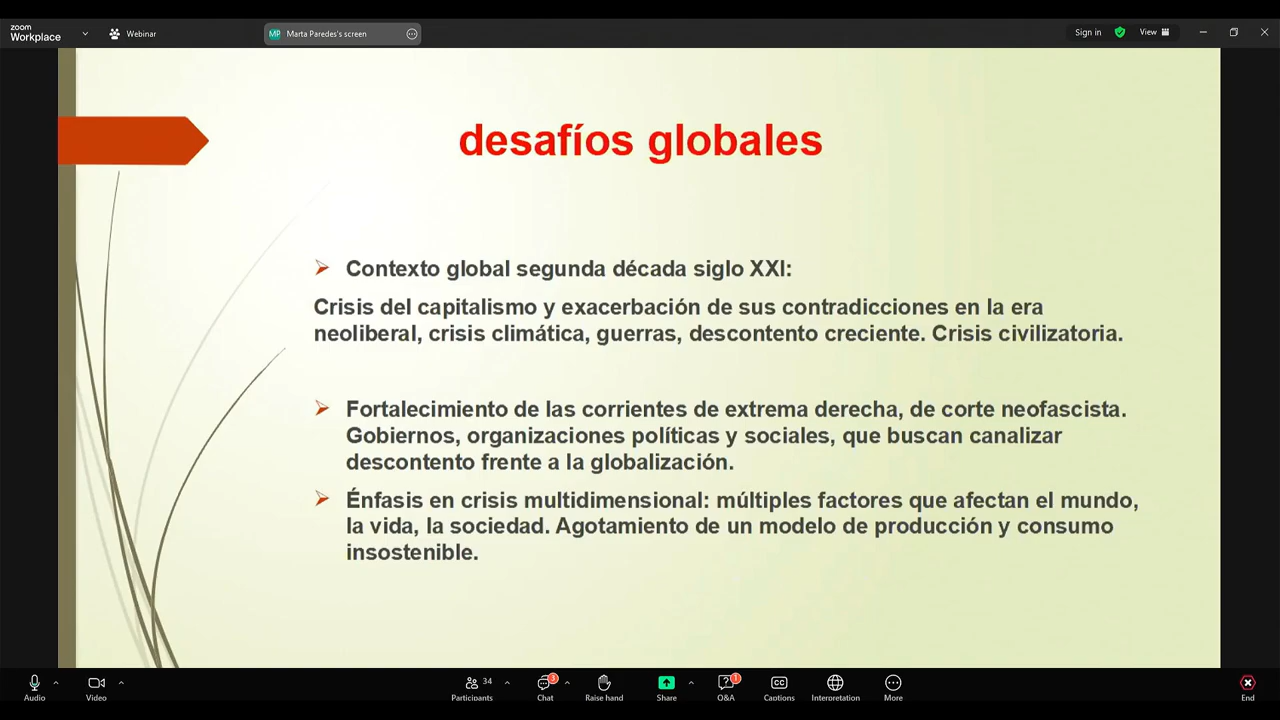 zoom
Workplace
Webinar
MP Marta Paredes's screen
Sign in
View
desafíos globales
Contexto global segunda década siglo XXI:
Crisis del capitalismo y exacerbación de sus contradicciones en la era
neoliberal, crisis climática, guerras, descontento creciente. Crisis civilizatoria.
Fortalecimiento de las corrientes de extrema derecha, de corte neofascista.
Gobiernos, organizaciones políticas y sociales, que buscan canalizar
descontento frente a la globalización.
Énfasis en crisis multidimensional: múltiples factores que afectan el mundo,
la vida, la sociedad. Agotamiento de un modelo de producción y consumo
insostenible.
34
3
1
CC
Audio
Video
Participants
Chat
Raise hand
Share
Q&A
Captions
Interpretation
More
End